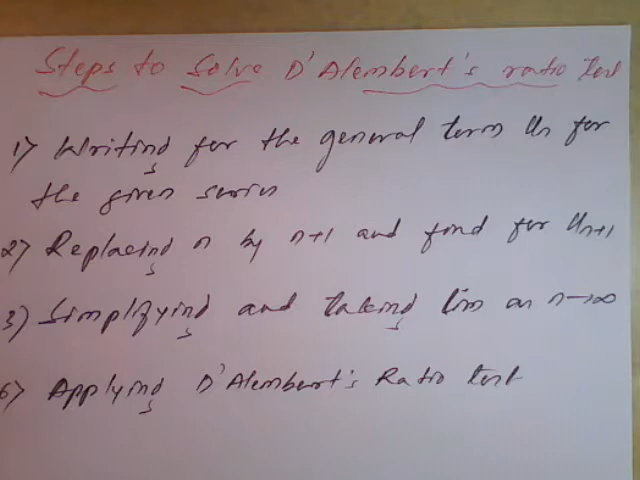 Steps to Solve D'Alembert's ratio test
1) Writing for the general term Un for
the given series
2) Replacing n by n+1 and find for Un+1
3) Simplifying and taking lim as n→∞
6) Applying D'Alembert's Ratio test